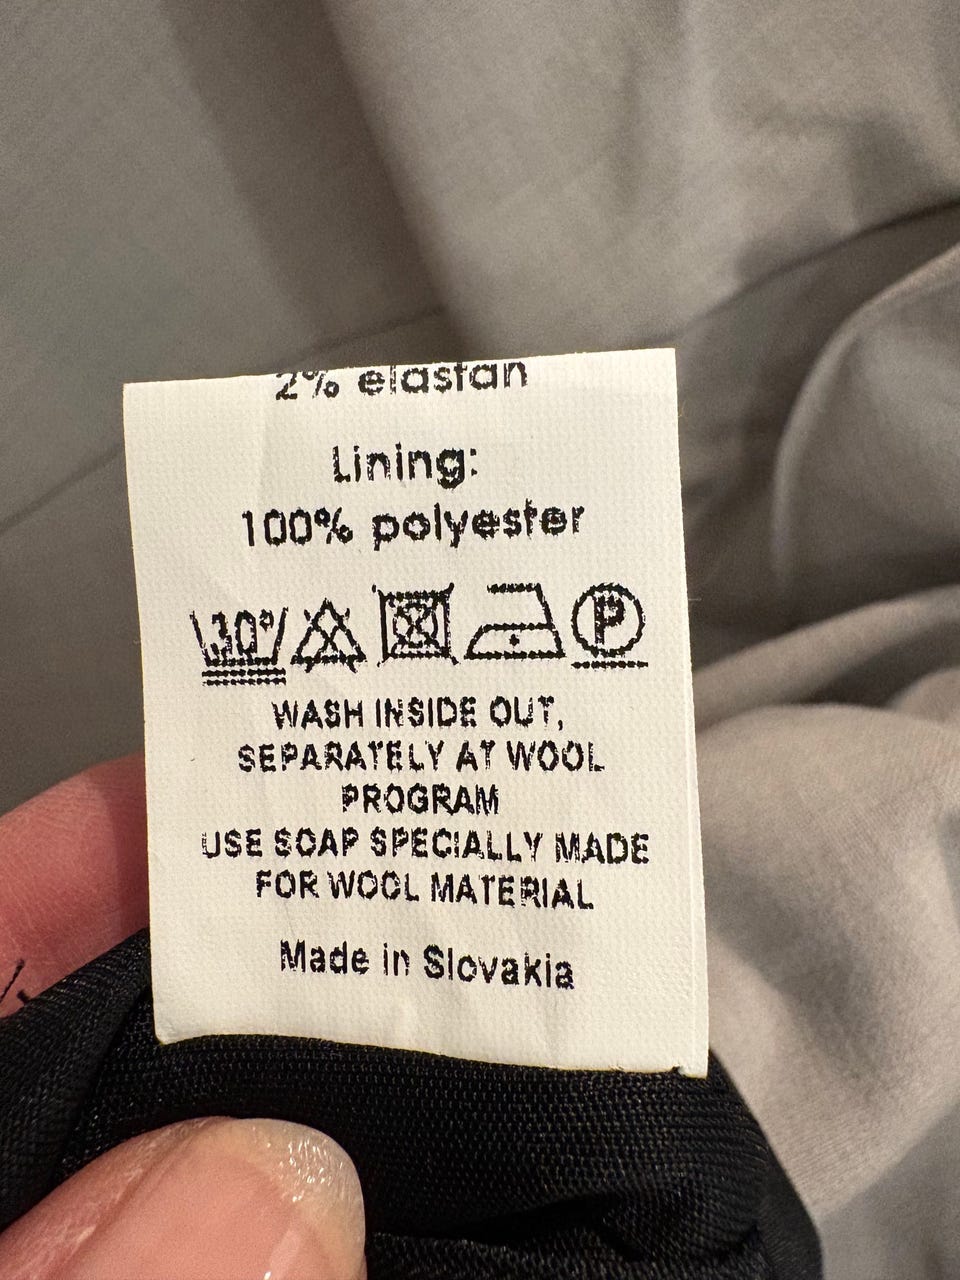 2% elastan
Lining:
100% polyester
30° P
WASH INSIDE OUT,
SEPARATELY AT WOOL
PROGRAM
USE SOAP SPECIALLY MADE
FOR WOOL MATERIAL
Made in Slovakia